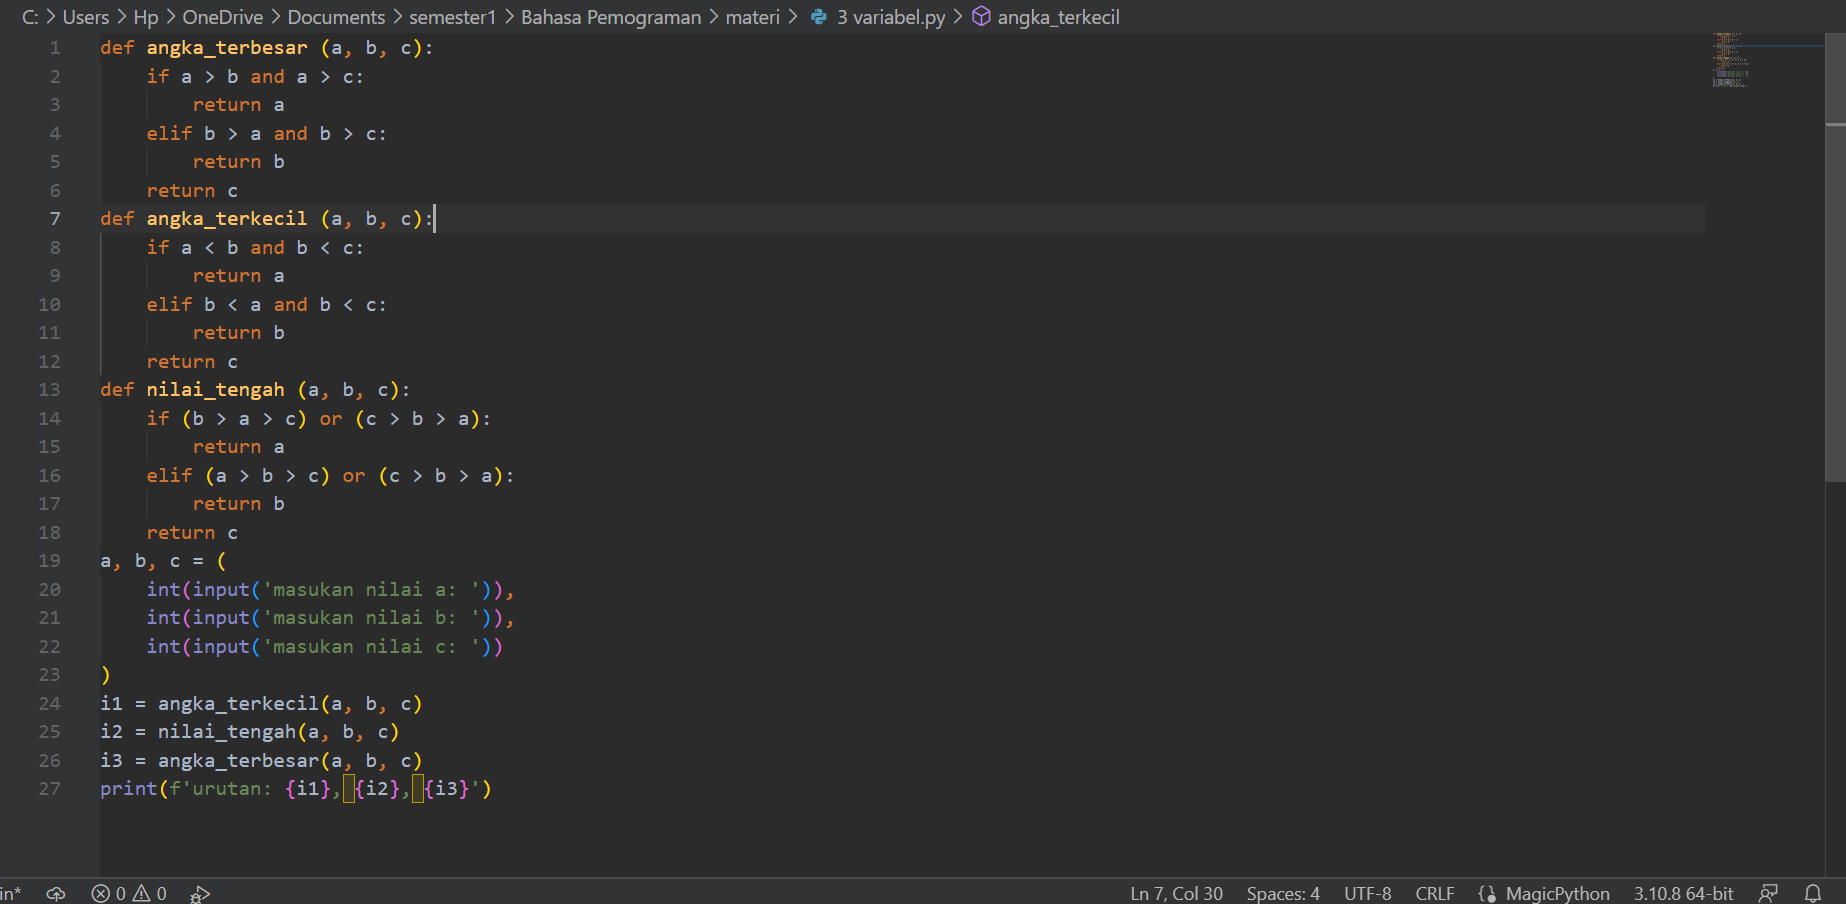 C: > Users > Hp > OneDrive > Documents > semester1 > Bahasa Pemograman > materi > 3 variabel.py > angka_terkecil
1 def angka_terbesar (a, b, c):
2     if a > b and a > c:
3         return a
4     elif b > a and b > c:
5         return b
6     return c
7 def angka_terkecil (a, b, c):
8     if a < b and b < c:
9         return a
10     elif b < a and b < c:
11         return b
12     return c
13 def nilai_tengah (a, b, c):
14     if (b > a > c) or (c > b > a):
15         return a
16     elif (a > b > c) or (c > b > a):
17         return b
18     return c
19 a, b, c = (
20     int(input('masukan nilai a: ')),
21     int(input('masukan nilai b: ')),
22     int(input('masukan nilai c: '))
23 )
24 i1 = angka_terkecil(a, b, c)
25 i2 = nilai_tengah(a, b, c)
26 i3 = angka_terbesar(a, b, c)
27 print(f'urutan: {i1}, {i2}, {i3}')
in* 0 0 Ln 7, Col 30 Spaces: 4 UTF-8 CRLF MagicPython 3.10.8 64-bit